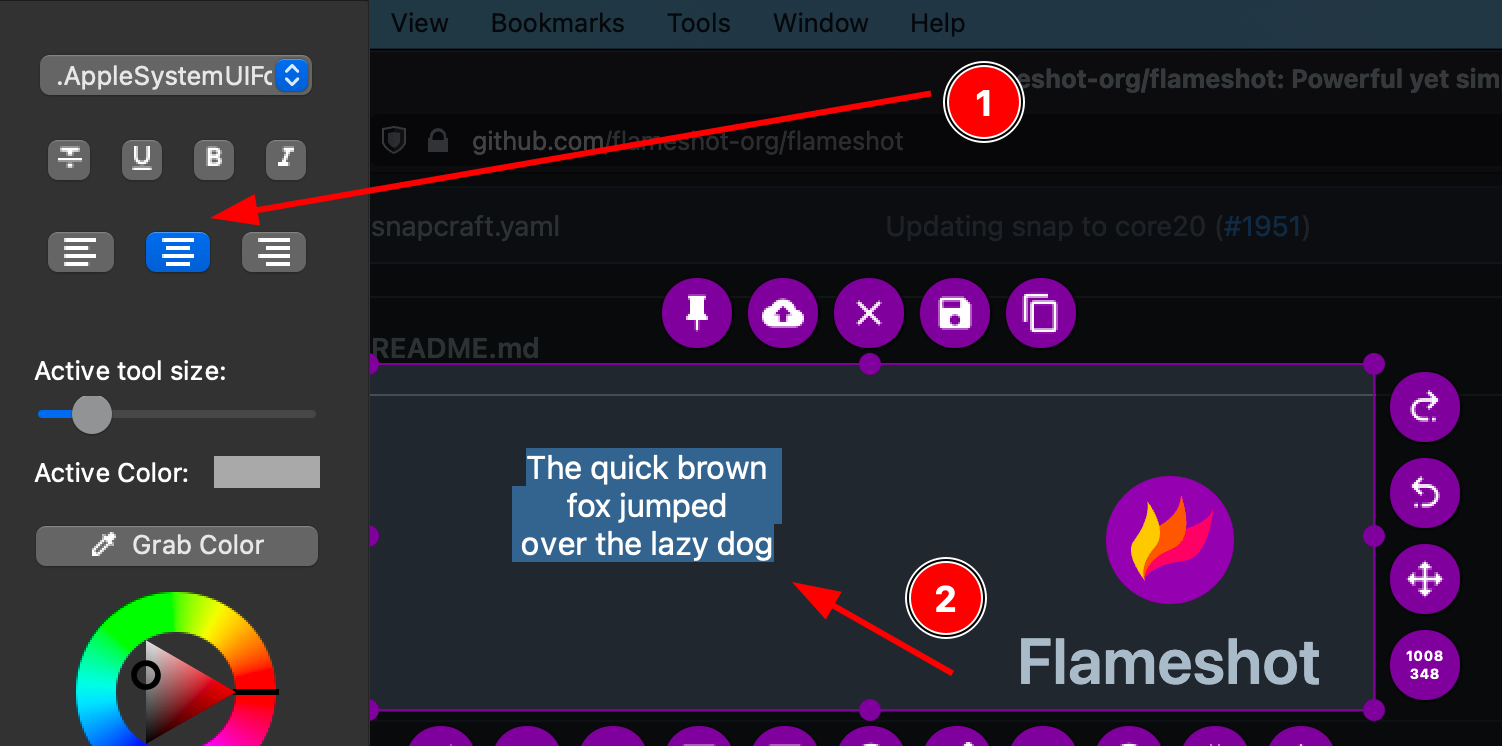 View Bookmarks Tools Window Help
.AppleSystemUIFo
eshot-org/flameshot: Powerful yet sim
1
github.com/flameshot-org/flameshot
U B I
snapcraft.yaml Updating snap to core20 (#1951)
README.md
Active tool size:
The quick brown
fox jumped
over the lazy dog
Active Color:
Grab Color
2
Flameshot
1008
348